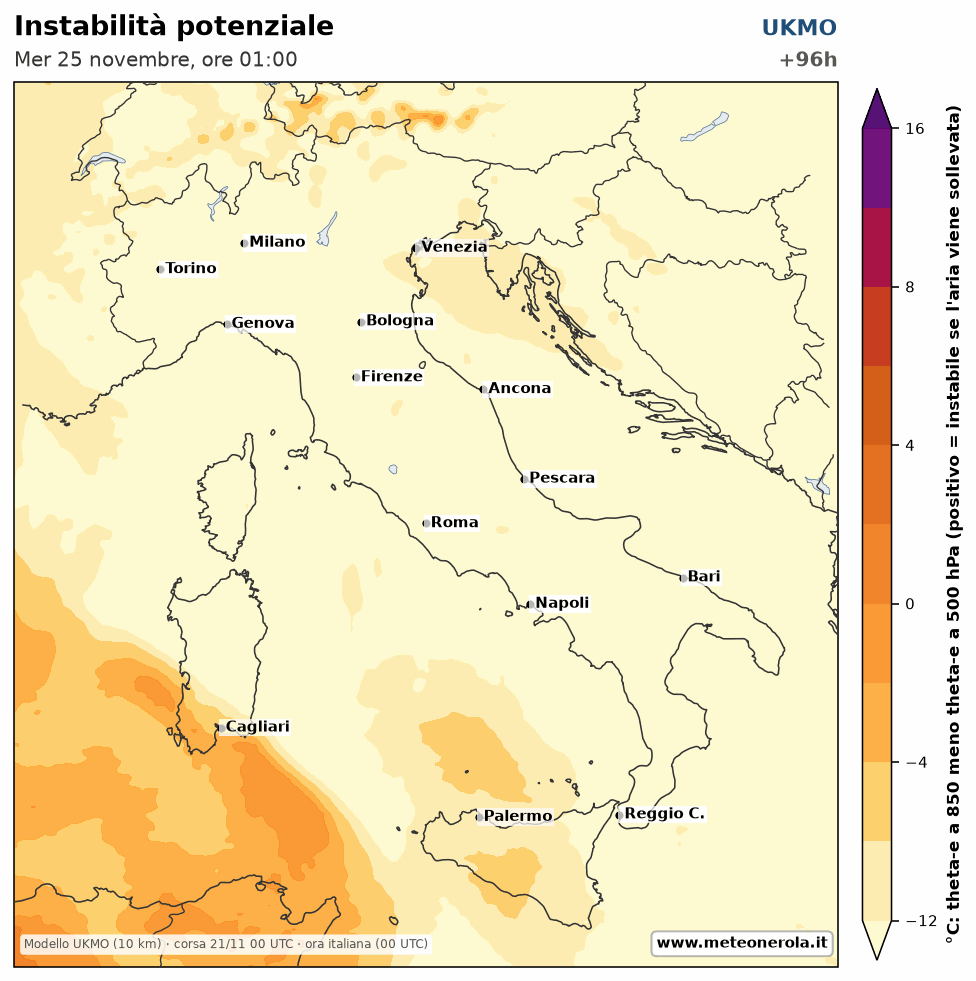 Instabilità potenziale
UKMO
Mer 25 novembre, ore 01:00
+96h
Milano
Venezia
Torino
Genova
Bologna
Firenze
Ancona
Pescara
Roma
Bari
Napoli
Cagliari
Palermo
Reggio C.
Modello UKMO (10 km) · corsa 21/11 00 UTC · ora italiana (00 UTC)
www.meteonerola.it
16
8
4
0
−4
−12
°C: theta-e a 850 meno theta-e a 500 hPa (positivo = instabile se l'aria viene sollevata)